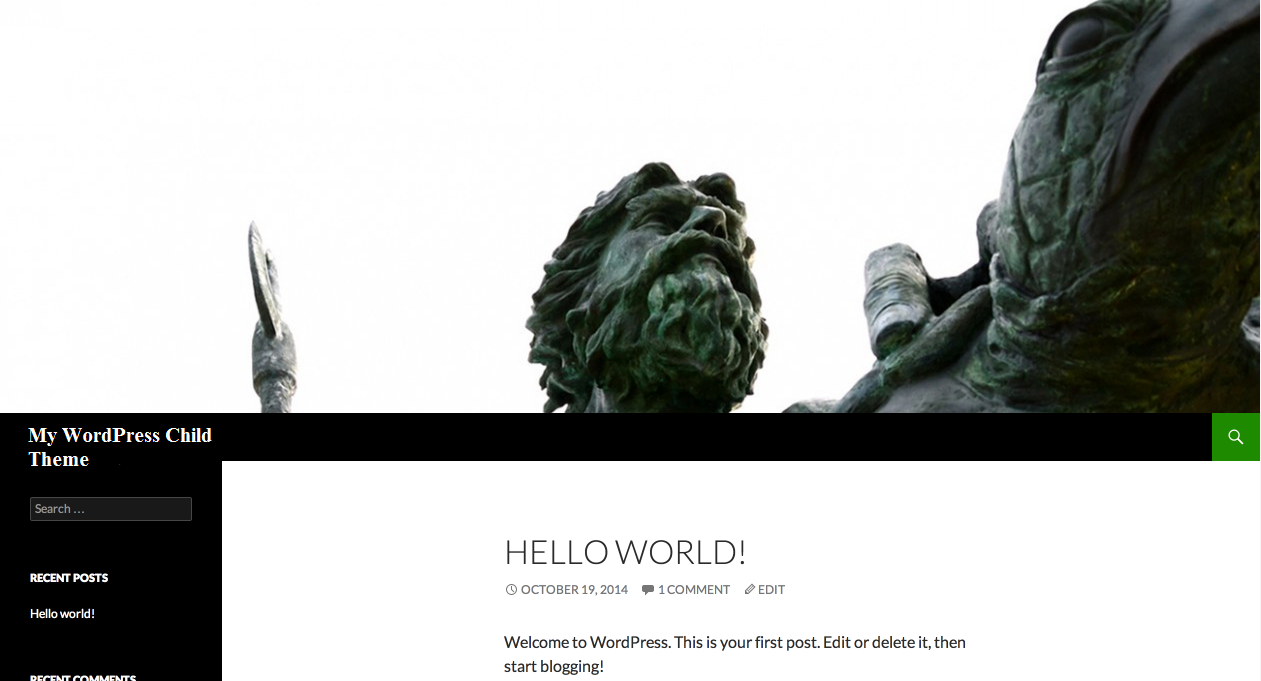 My WordPress Child
Theme
Search …
RECENT POSTS
Hello world!
RECENT COMMENTS
HELLO WORLD!
OCTOBER 19, 2014 1 COMMENT EDIT
Welcome to WordPress. This is your first post. Edit or delete it, then
start blogging!